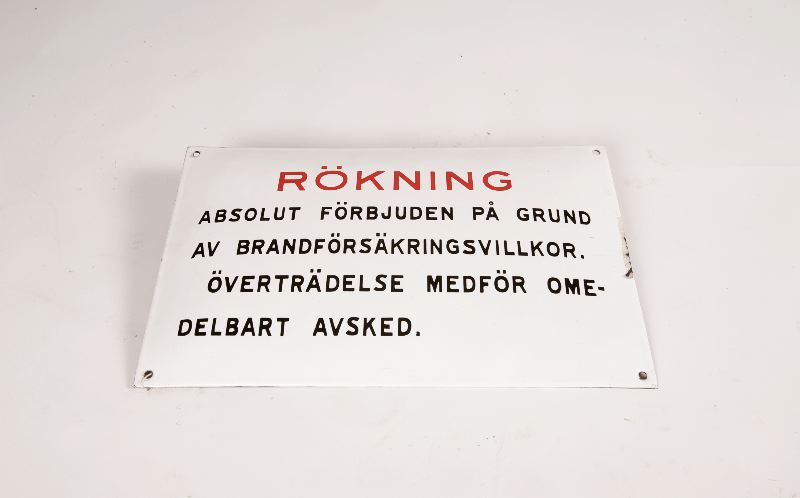 RÖKNING
ABSOLUT FÖRBJUDEN PÅ GRUND
AV BRANDFÖRSÄKRINGSVILLKOR.
ÖVERTRÄDELSE MEDFÖR OME-
DELBART AVSKED.